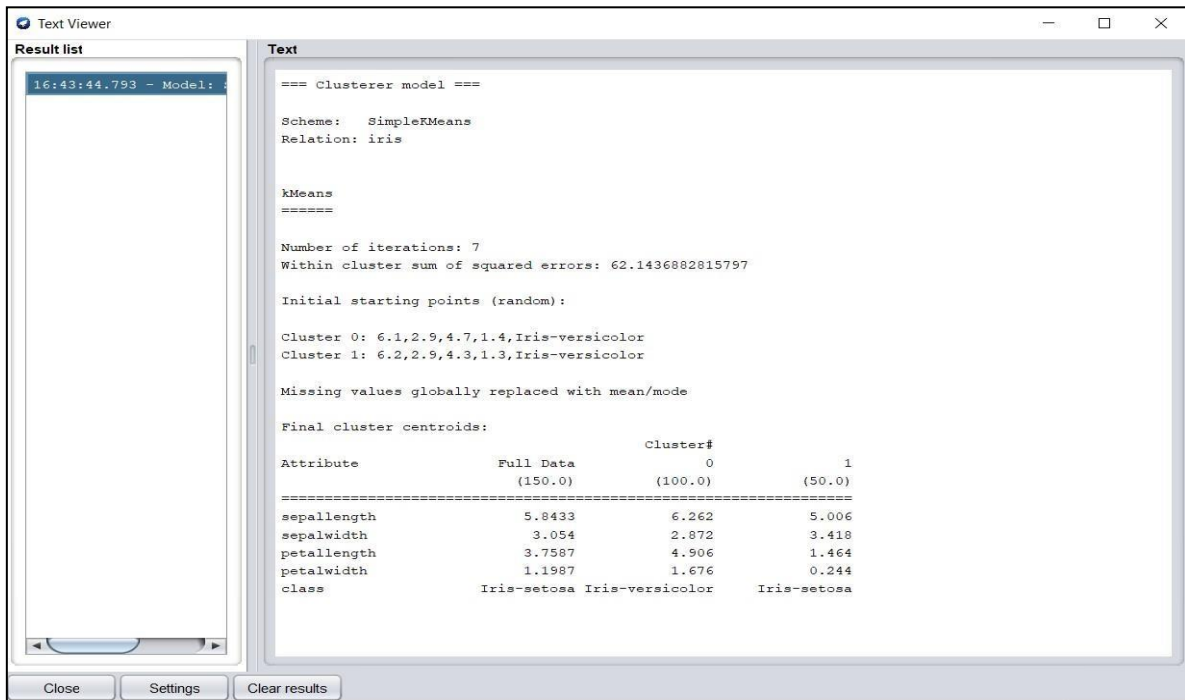 Text Viewer
Result list
16:43:44.793 - Model:
Text
=== Clusterer model ===
Scheme: SimpleKMeans
Relation: iris
kMeans
======
Number of iterations: 7
Within cluster sum of squared errors: 62.1436882815797
Initial starting points (random):
Cluster 0: 6.1,2.9,4.7,1.4,Iris-versicolor
Cluster 1: 6.2,2.9,4.3,1.3,Iris-versicolor
Missing values globally replaced with mean/mode
Final cluster centroids:
Cluster#
Attribute Full Data 0 1
(150.0) (100.0) (50.0)
==================================================================
sepallength 5.8433 6.262 5.006
sepalwidth 3.054 2.872 3.418
petallength 3.7587 4.906 1.464
petalwidth 1.1987 1.676 0.244
class Iris-setosa Iris-versicolor Iris-setosa
Close Settings Clear results